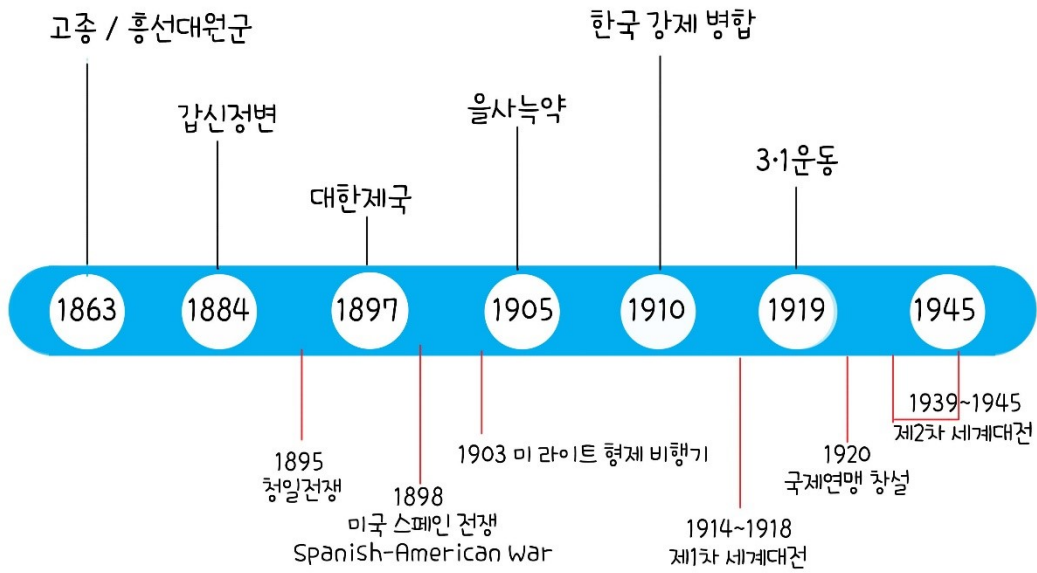 고종 / 흥선대원군
한국 강제 병합
갑신정변
을사늑약
3·1운동
대한제국
1863
1884
1897
1905
1910
1919
1945
1939~1945
제2차 세계대전
1903 미 라이트 형제 비행기
1895
청일전쟁
1920
국제연맹 창설
1898
미국 스페인 전쟁
Spanish-American War
1914~1918
제1차 세계대전